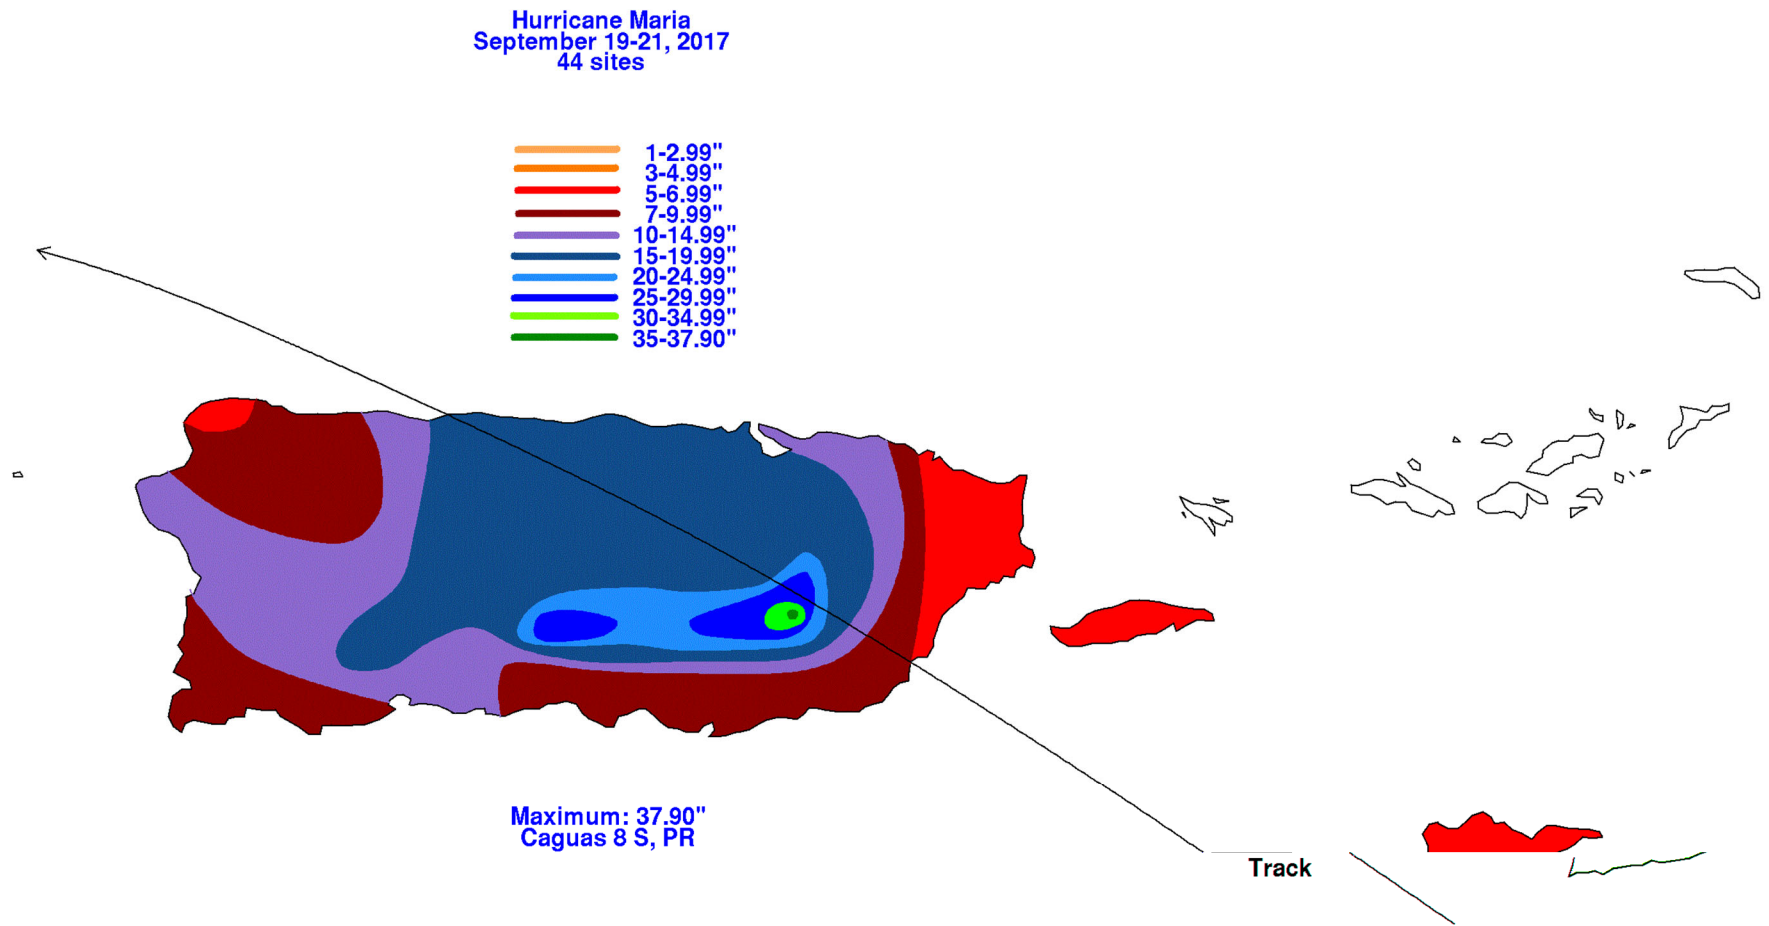 Hurricane Maria
September 19-21, 2017
44 sites
1-2.99"
3-4.99"
5-6.99"
7-9.99"
10-14.99"
15-19.99"
20-24.99"
25-29.99"
30-34.99"
35-37.90"
Maximum: 37.90"
Caguas 8 S, PR
Track